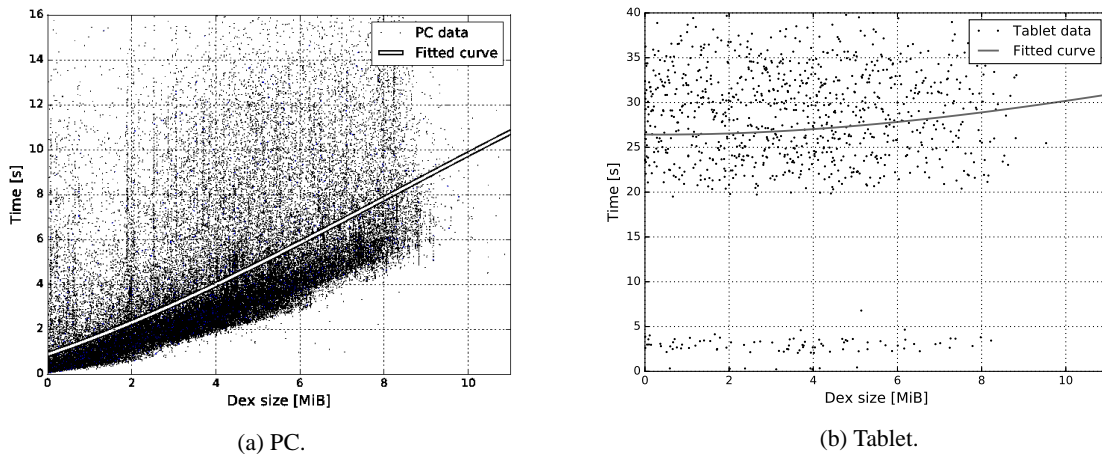 16
14
12
10
8
6
4
2
0
Time [s]
PC data
Fitted curve
0 2 4 6 8 10
Dex size [MiB]
(a) PC.
40
35
30
25
20
15
10
5
0
Time [s]
Tablet data
Fitted curve
0 2 4 6 8 10
Dex size [MiB]
(b) Tablet.